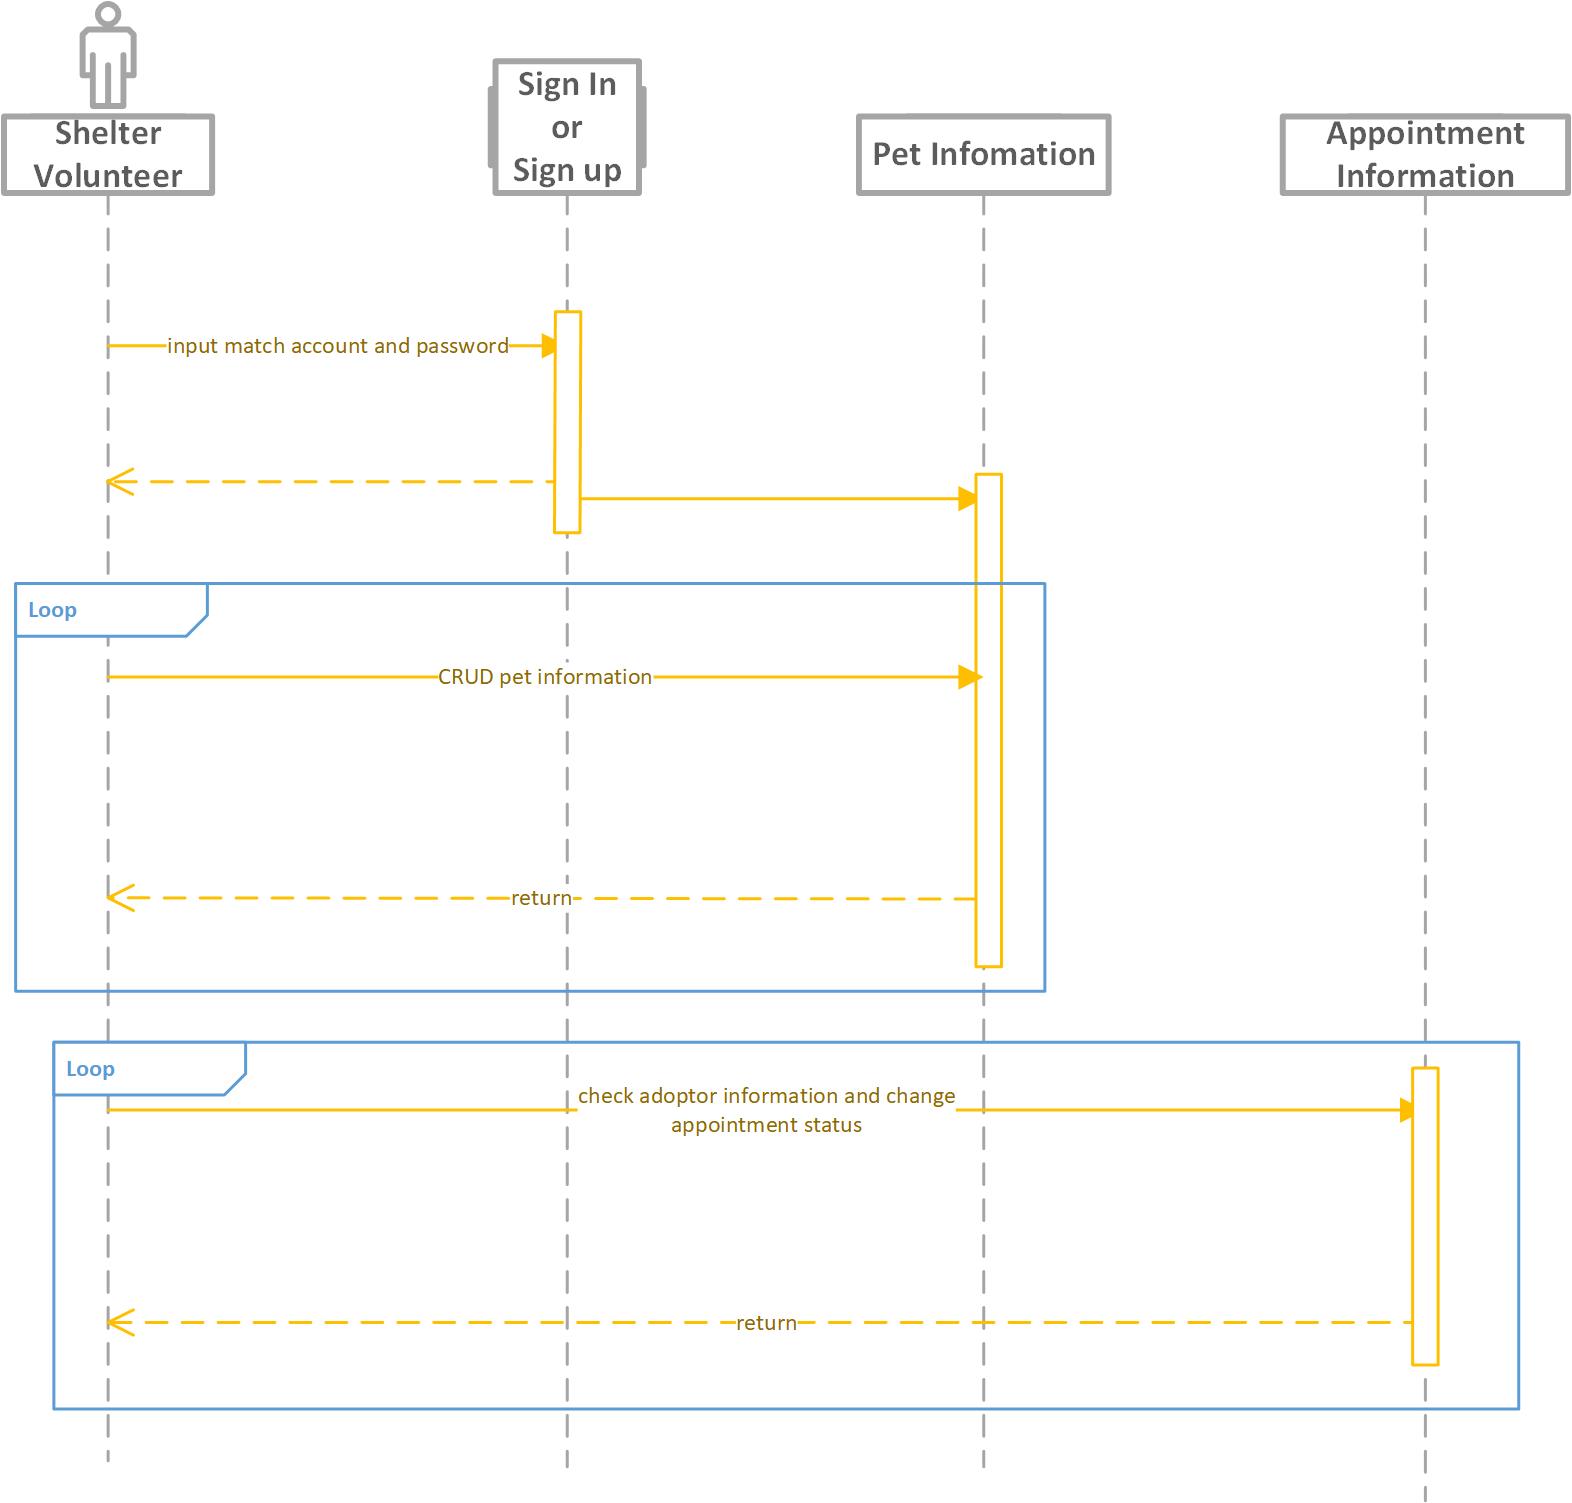 Shelter
Volunteer
Sign In
or
Sign up
Pet Infomation
Appointment
Information
input match account and password
Loop
CRUD pet information
return
Loop
check adoptor information and change
appointment status
return